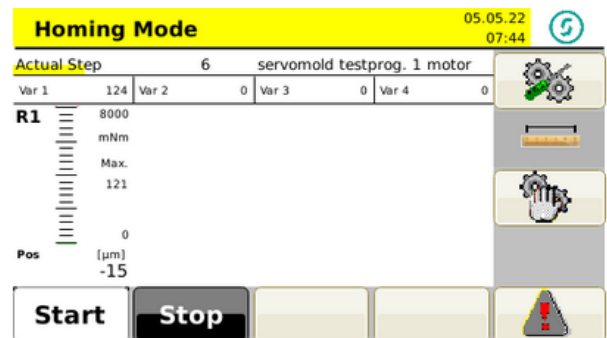 Homing Mode
05.05.22
07:44
Actual Step 6 servomold testprog. 1 motor
Var 1 124 Var 2 0 Var 3 0 Var 4 0
R1 8000
mNm
Max.
121
0
Pos [µm]
-15
Start Stop